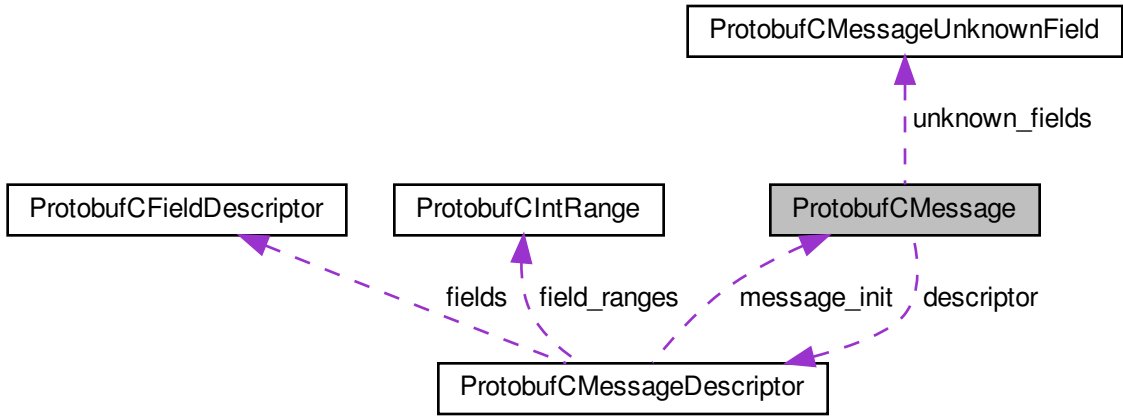 ProtobufCMessageUnknownField
unknown_fields
ProtobufCFieldDescriptor
ProtobufCIntRange
ProtobufCMessage
fields
field_ranges
message_init
descriptor
ProtobufCMessageDescriptor